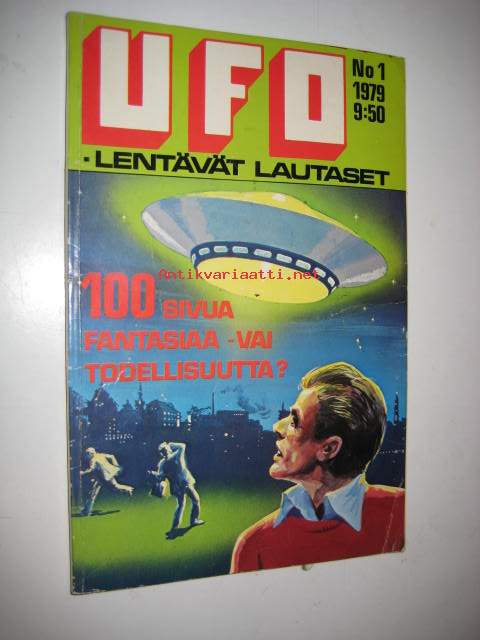 UFO
No 1
1979
9:50
-LENTÄVÄT LAUTASET
Antikvariaatti.net
100 SIVUA
FANTASIAA -VAI
TODELLISUUTTA?